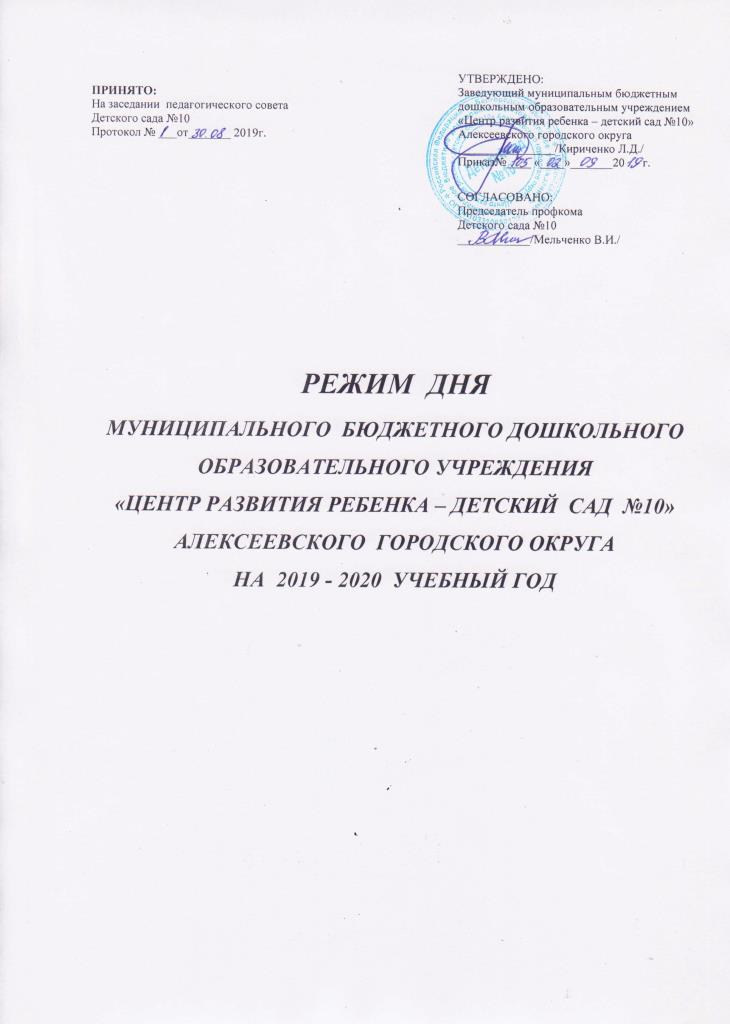 ПРИНЯТО:
На заседании педагогического совета
Детского сада №10
Протокол № 1 от 30.08 2019г.
УТВЕРЖДЕНО:
Заведующий муниципальным бюджетным
дошкольным образовательным учреждением
«Центр развития ребенка – детский сад №10»
Алексеевского городского округа
/Кириченко Л.Д./
Приказ № 105 « 02 » 09 20 19 г.
СОГЛАСОВАНО:
Председатель профкома
Детского сада №10
/Мельченко В.И./
РЕЖИМ ДНЯ
МУНИЦИПАЛЬНОГО БЮДЖЕТНОГО ДОШКОЛЬНОГО
ОБРАЗОВАТЕЛЬНОГО УЧРЕЖДЕНИЯ
«ЦЕНТР РАЗВИТИЯ РЕБЕНКА – ДЕТСКИЙ САД №10»
АЛЕКСЕЕВСКОГО ГОРОДСКОГО ОКРУГА
НА 2019 - 2020 УЧЕБНЫЙ ГОД